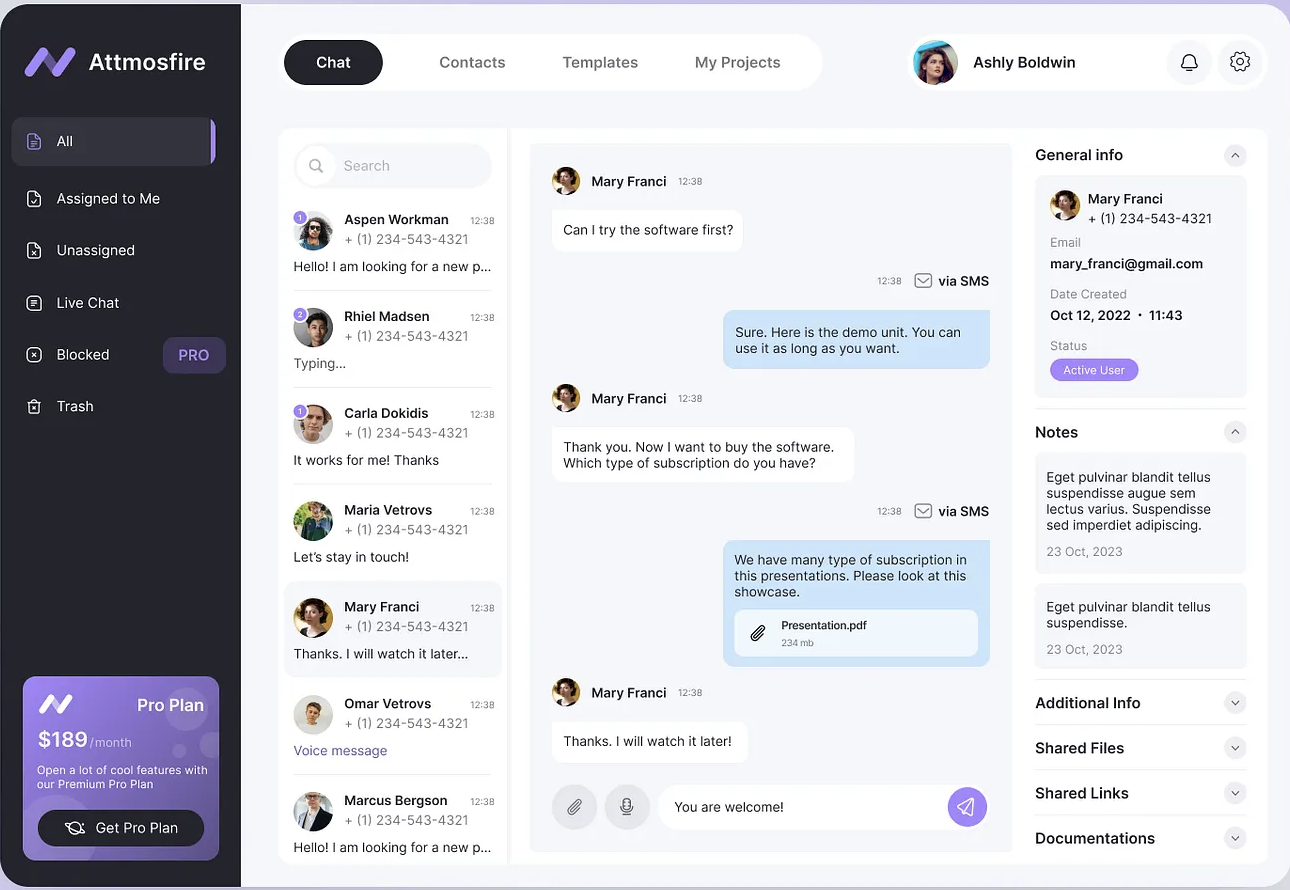 Attmosfire
All
Assigned to Me
Unassigned
Live Chat
Blocked
PRO
Trash
Pro Plan
$189/month
Open a lot of cool features with
our Premium Pro Plan
Get Pro Plan
Chat
Contacts
Templates
My Projects
Ashly Boldwin
Search
1
Aspen Workman
12:38
+ (1) 234-543-4321
Hello! I am looking for a new p...
2
Rhiel Madsen
12:38
+ (1) 234-543-4321
Typing...
1
Carla Dokidis
12:38
+ (1) 234-543-4321
It works for me! Thanks
Maria Vetrovs
12:38
+ (1) 234-543-4321
Let's stay in touch!
Mary Franci
12:38
+ (1) 234-543-4321
Thanks. I will watch it later...
Omar Vetrovs
12:38
+ (1) 234-543-4321
Voice message
Marcus Bergson
12:38
+ (1) 234-543-4321
Hello! I am looking for a new p...
Mary Franci 12:38
Can I try the software first?
12:38 via SMS
Sure. Here is the demo unit. You can
use it as long as you want.
Mary Franci 12:38
Thank you. Now I want to buy the software.
Which type of subscription do you have?
12:38 via SMS
We have many type of subscription in
this presentations. Please look at this
showcase.
Presentation.pdf
234 mb
Mary Franci 12:38
Thanks. I will watch it later!
You are welcome!
General info
Mary Franci
+ (1) 234-543-4321
Email
mary_franci@gmail.com
Date Created
Oct 12, 2022 • 11:43
Status
Active User
Notes
Eget pulvinar blandit tellus
suspendisse augue sem
lectus varius. Suspendisse
sed imperdiet adipiscing.
23 Oct, 2023
Eget pulvinar blandit tellus
suspendisse.
23 Oct, 2023
Additional Info
Shared Files
Shared Links
Documentations